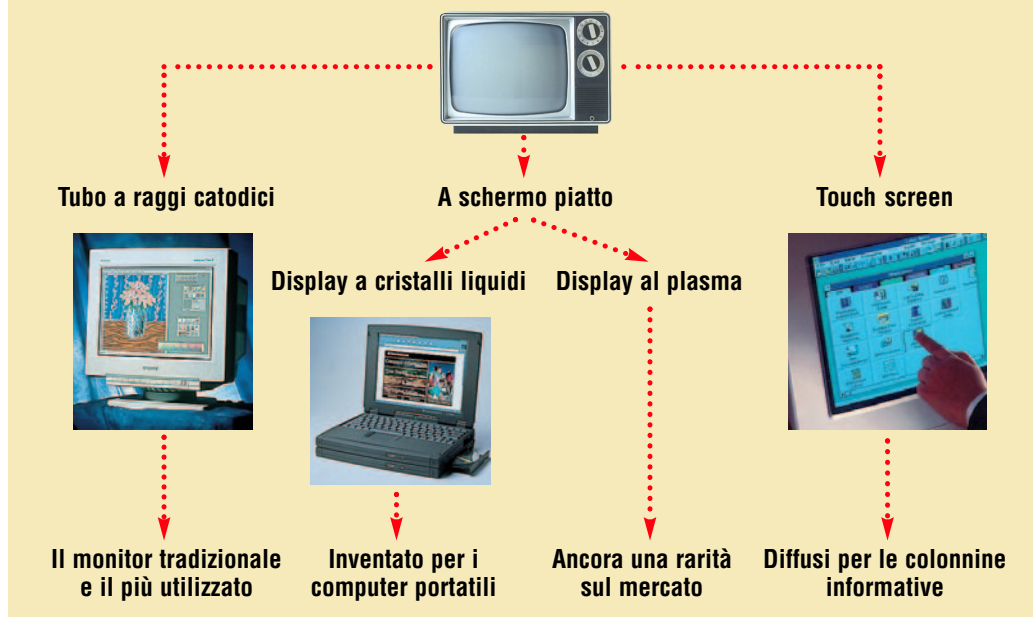 Tubo a raggi catodici
A schermo piatto
Touch screen
Display a cristalli liquidi
Display al plasma
Il monitor tradizionale
e il più utilizzato
Inventato per i
computer portatili
Ancora una rarità
sul mercato
Diffusi per le colonnine
informative